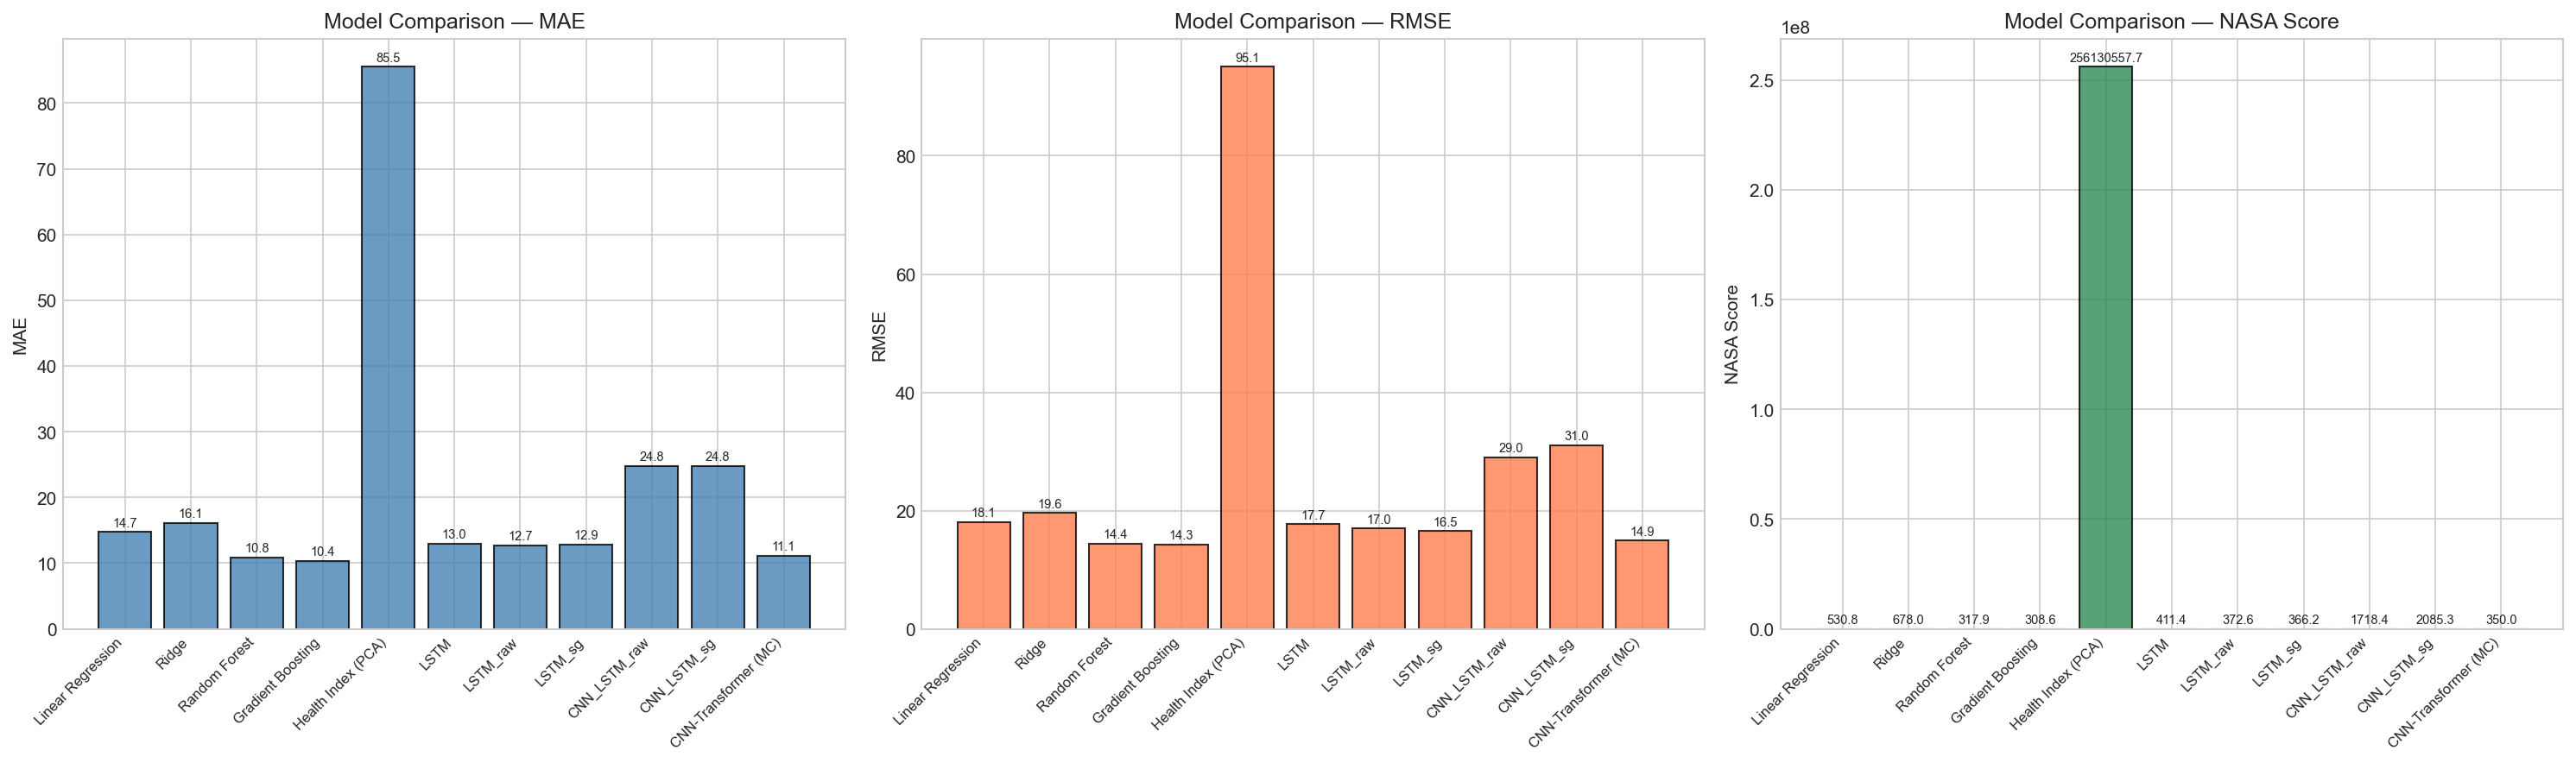 Model Comparison — MAE
MAE
80
70
60
50
40
30
20
10
0
14.7
16.1
10.8
10.4
85.5
13.0
12.7
12.9
24.8
24.8
11.1
Linear Regression
Ridge
Random Forest
Gradient Boosting
Health Index (PCA)
LSTM
LSTM_raw
LSTM_sg
CNN_LSTM_raw
CNN_LSTM_sg
CNN-Transformer (MC)
Model Comparison — RMSE
RMSE
80
60
40
20
0
18.1
19.6
14.4
14.3
95.1
17.7
17.0
16.5
29.0
31.0
14.9
Linear Regression
Ridge
Random Forest
Gradient Boosting
Health Index (PCA)
LSTM
LSTM_raw
LSTM_sg
CNN_LSTM_raw
CNN_LSTM_sg
CNN-Transformer (MC)
Model Comparison — NASA Score
1e8
NASA Score
2.5
2.0
1.5
1.0
0.5
0.0
530.8
678.0
317.9
308.6
256130557.7
411.4
372.6
366.2
1718.4
2085.3
350.0
Linear Regression
Ridge
Random Forest
Gradient Boosting
Health Index (PCA)
LSTM
LSTM_raw
LSTM_sg
CNN_LSTM_raw
CNN_LSTM_sg
CNN-Transformer (MC)